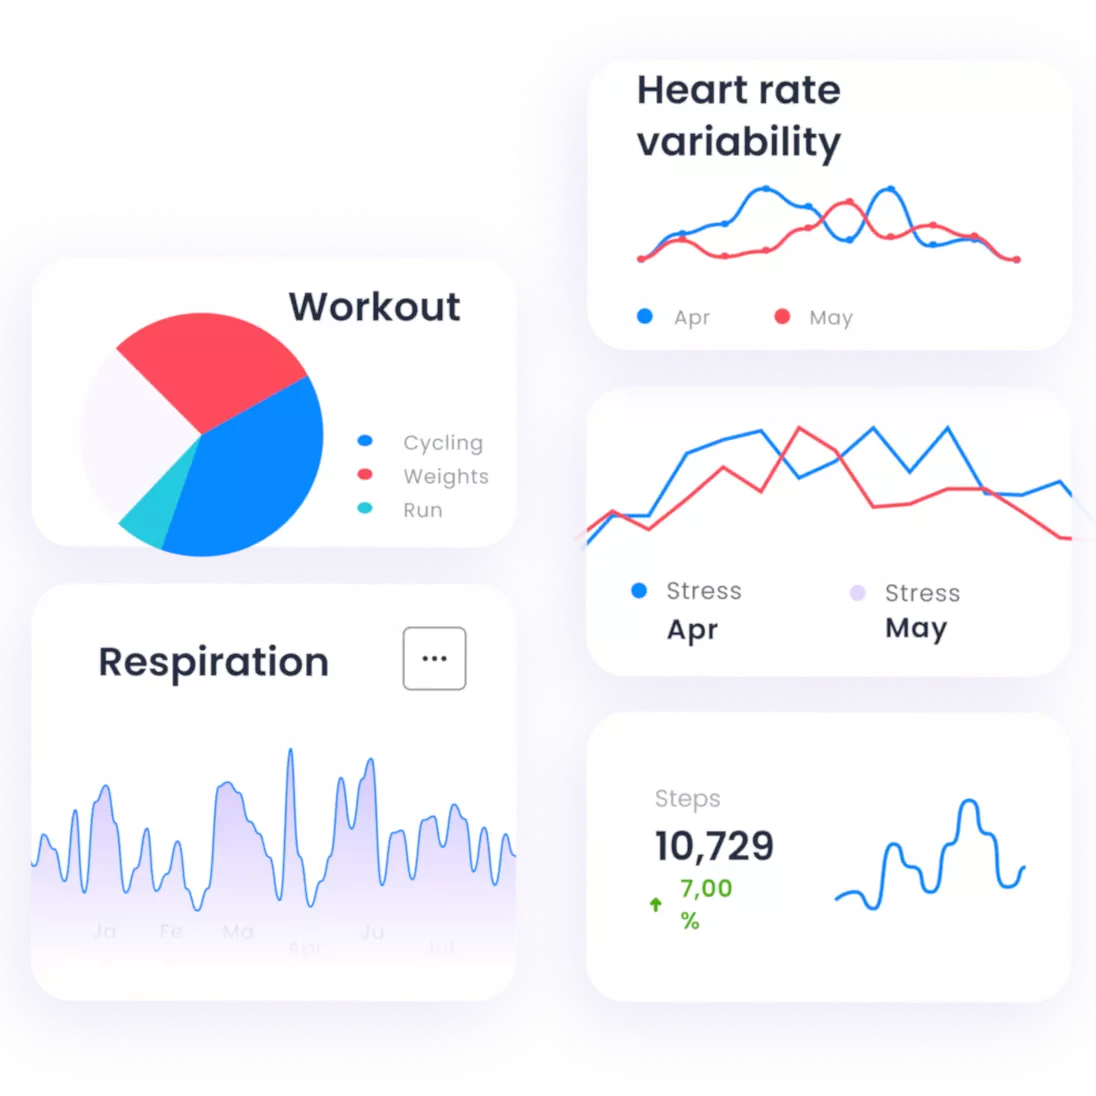 Workout
Cycling
Weights
Run
Respiration
...
Ja
Fe
Ma
Apr
Ju
Jul
Heart rate
variability
Apr
May
Stress
Apr
Stress
May
Steps
10,729
7,00
%